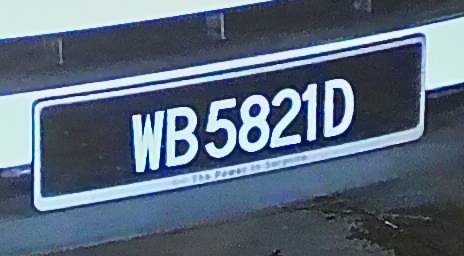 WB5821D
The Power to Surprise